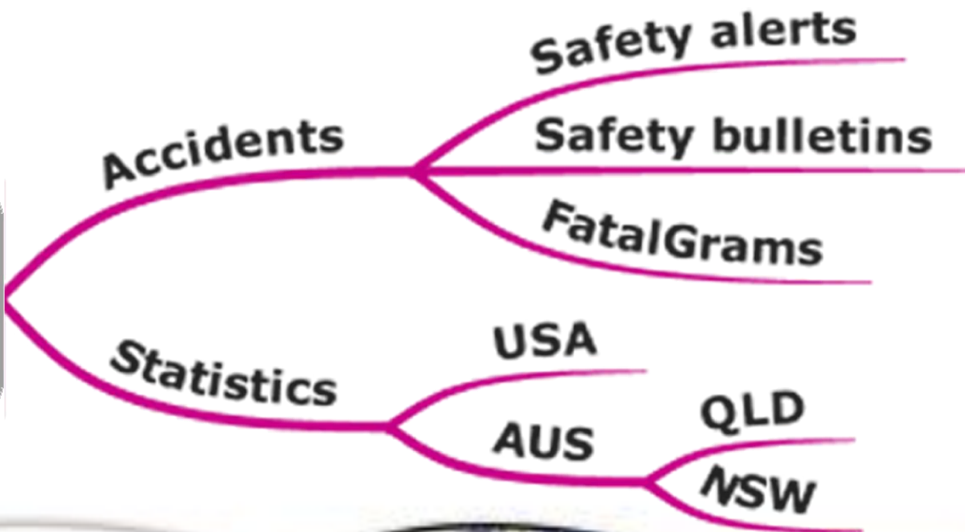 Accidents
Safety alerts
Safety bulletins
FatalGrams
Statistics
USA
AUS
QLD
NSW